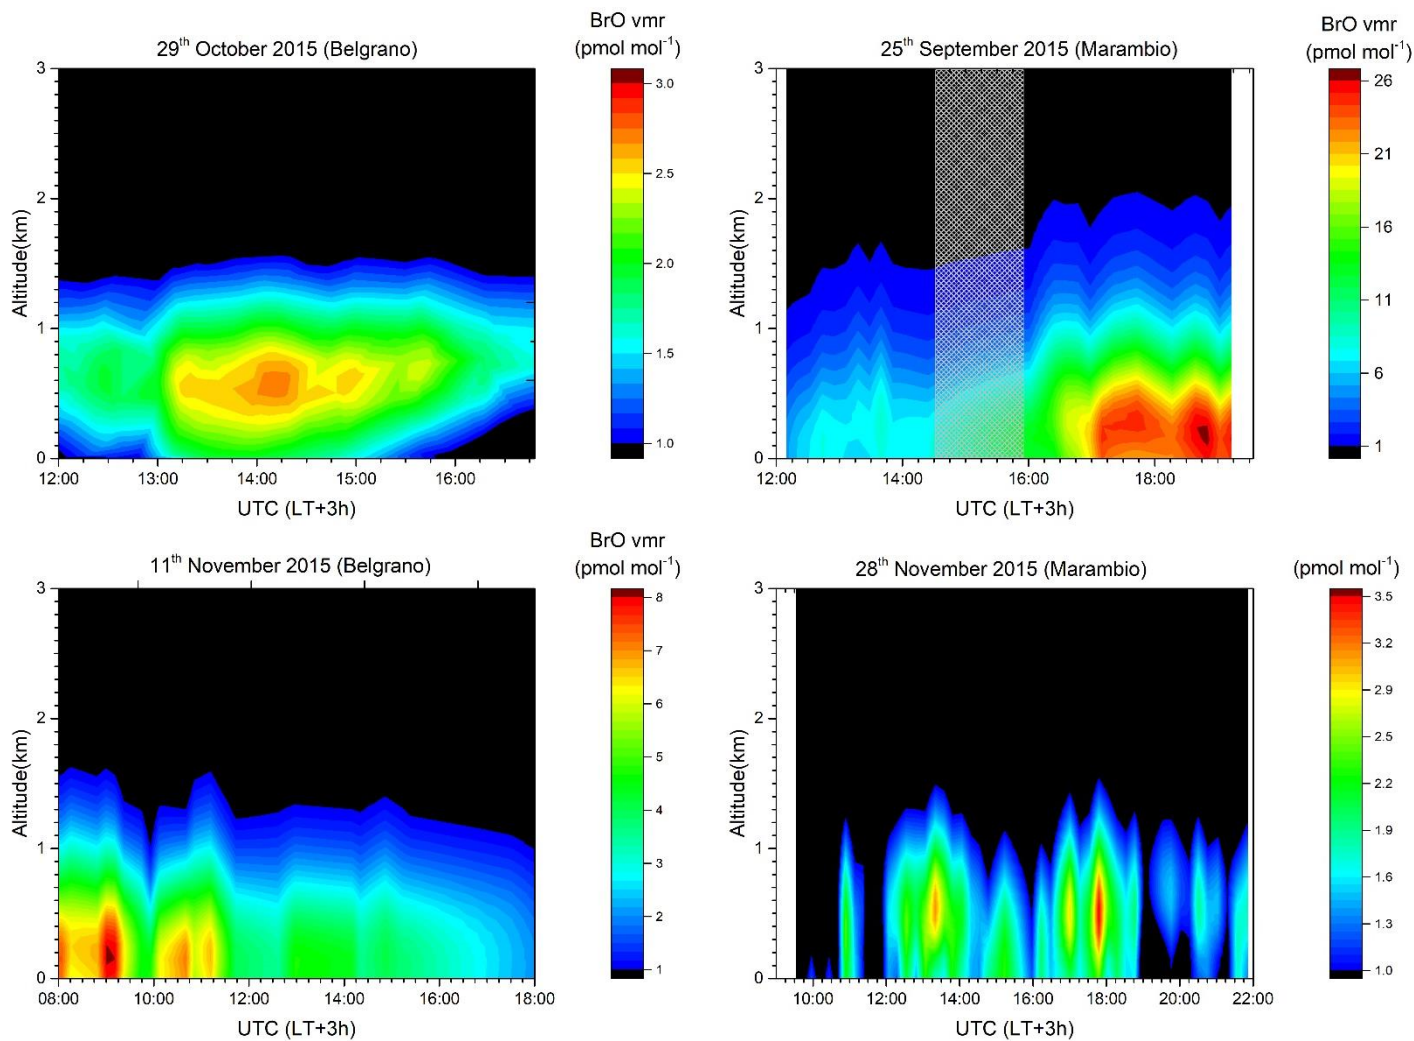 BrO vmr
(pmol mol⁻¹)
29th October 2015 (Belgrano)
3
2
1
0
Altitude(km)
12:00 13:00 14:00 15:00 16:00
UTC (LT+3h)
3.0
2.5
2.0
1.5
1.0
BrO vmr
(pmol mol⁻¹)
25th September 2015 (Marambio)
3
2
1
0
Altitude(km)
12:00 14:00 16:00 18:00
UTC (LT+3h)
26
21
16
11
6
1
BrO vmr
(pmol mol⁻¹)
11th November 2015 (Belgrano)
3
2
1
0
Altitude(km)
08:00 10:00 12:00 14:00 16:00 18:00
UTC (LT+3h)
8
7
6
5
4
3
2
1
(pmol mol⁻¹)
28th November 2015 (Marambio)
3
2
1
0
Altitude(km)
10:00 12:00 14:00 16:00 18:00 20:00 22:00
UTC (LT+3h)
3.5
3.2
2.9
2.5
2.2
1.9
1.6
1.3
1.0